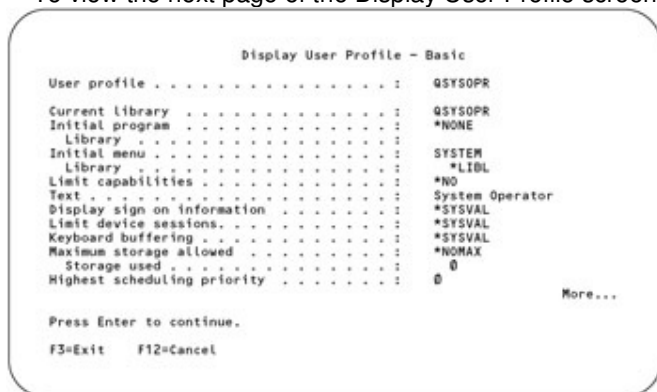 To view the next page of the Display User Profile screen
Display User Profile - Basic
User profile . . . . . . . . . . . . . . . : QSYSOPR
Current library . . . . . . . . . . . . . : QSYSOPR
Initial program . . . . . . . . . . . . . : *NONE
Library . . . . . . . . . . . . . . . . :
Initial menu . . . . . . . . . . . . . . . : SYSTEM
Library . . . . . . . . . . . . . . . . : *LIBL
Limit capabilities . . . . . . . . . . . . : *NO
Text . . . . . . . . . . . . . . . . . . . : System Operator
Display sign on information . . . . . . . : *SYSVAL
Limit device sessions. . . . . . . . . . . : *SYSVAL
Keyboard buffering . . . . . . . . . . . . : *SYSVAL
Maximum storage allowed . . . . . . . . . : *NOMAX
Storage used . . . . . . . . . . . . . . : 0
Highest scheduling priority . . . . . . . : 0
More...
Press Enter to continue.
F3=Exit F12=Cancel